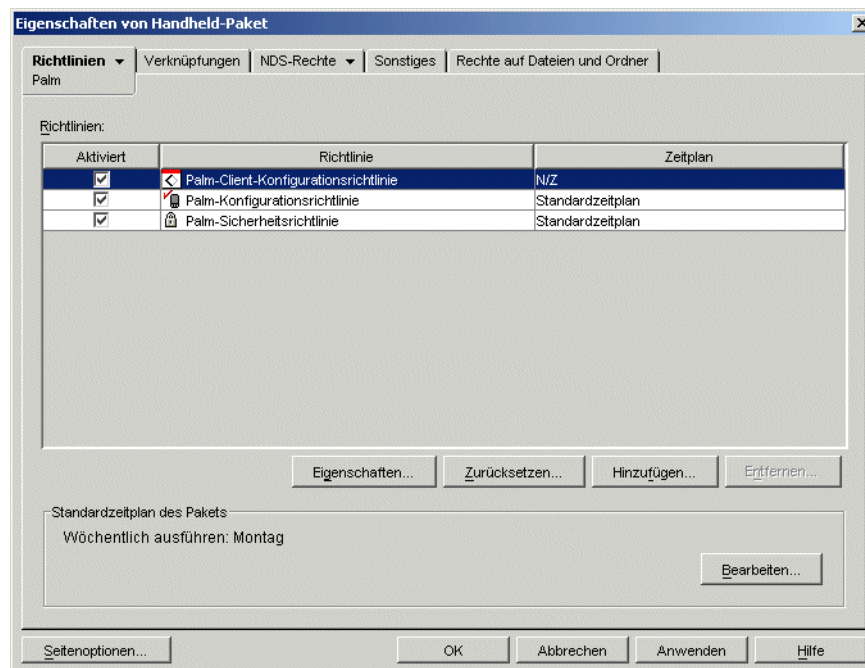 Eigenschaften von Handheld-Paket
Richtlinien Verknüpfungen NDS-Rechte Sonstiges Rechte auf Dateien und Ordner
Palm
Richtlinien:
Aktiviert Richtlinie Zeitplan
Palm-Client-Konfigurationsrichtlinie N/Z
Palm-Konfigurationsrichtlinie Standardzeitplan
Palm-Sicherheitsrichtlinie Standardzeitplan
Eigenschaften... Zurücksetzen... Hinzufügen... Entfernen...
Standardzeitplan des Pakets
Wöchentlich ausführen: Montag
Bearbeiten...
Seitenoptionen... OK Abbrechen Anwenden Hilfe